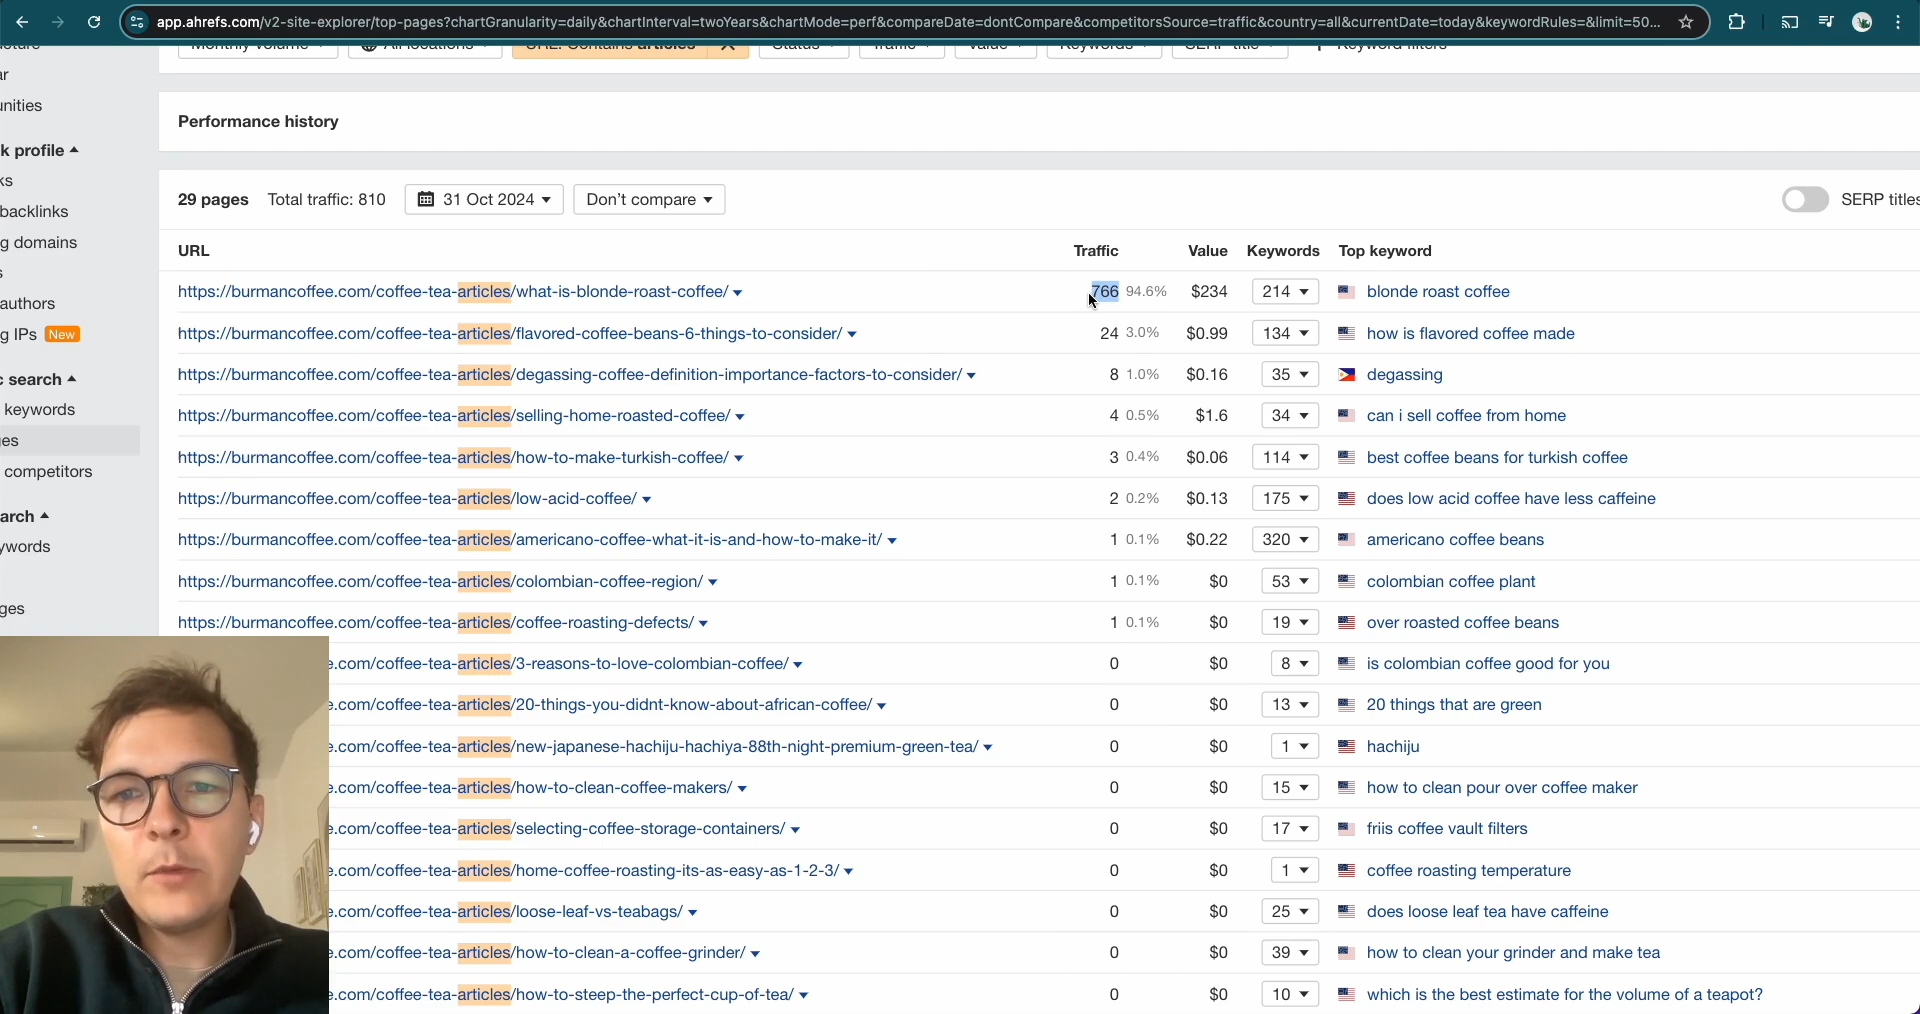 app.ahrefs.com/v2-site-explorer/top-pages?chartGranularity=daily&chartInterval=twoYears&chartMode=perf&compareDate=dontCompare&competitorsSource=traffic&country=all&currentDate=today&keywordRules=&limit=50...
Monthly volume All locations URL: Contains articles Status Traffic Value Keywords SERP title Keyword filters
ar
unities
k profile
ks
backlinks
g domains
s
authors
g IPs New
c search
keywords
ges
competitors
arch
ywords
ges
Performance history
29 pages Total traffic: 810 31 Oct 2024 Don't compare SERP titles
URL Traffic Value Keywords Top keyword
https://burmancoffee.com/coffee-tea-articles/what-is-blonde-roast-coffee/ 766 94.6% $234 214 blonde roast coffee
https://burmancoffee.com/coffee-tea-articles/flavored-coffee-beans-6-things-to-consider/ 24 3.0% $0.99 134 how is flavored coffee made
https://burmancoffee.com/coffee-tea-articles/degassing-coffee-definition-importance-factors-to-consider/ 8 1.0% $0.16 35 degassing
https://burmancoffee.com/coffee-tea-articles/selling-home-roasted-coffee/ 4 0.5% $1.6 34 can i sell coffee from home
https://burmancoffee.com/coffee-tea-articles/how-to-make-turkish-coffee/ 3 0.4% $0.06 114 best coffee beans for turkish coffee
https://burmancoffee.com/coffee-tea-articles/low-acid-coffee/ 2 0.2% $0.13 175 does low acid coffee have less caffeine
https://burmancoffee.com/coffee-tea-articles/americano-coffee-what-it-is-and-how-to-make-it/ 1 0.1% $0.22 320 americano coffee beans
https://burmancoffee.com/coffee-tea-articles/colombian-coffee-region/ 1 0.1% $0 53 colombian coffee plant
https://burmancoffee.com/coffee-tea-articles/coffee-roasting-defects/ 1 0.1% $0 19 over roasted coffee beans
e.com/coffee-tea-articles/3-reasons-to-love-colombian-coffee/ 0 $0 8 is colombian coffee good for you
e.com/coffee-tea-articles/20-things-you-didnt-know-about-african-coffee/ 0 $0 13 20 things that are green
e.com/coffee-tea-articles/new-japanese-hachiju-hachiya-88th-night-premium-green-tea/ 0 $0 1 hachiju
e.com/coffee-tea-articles/how-to-clean-coffee-makers/ 0 $0 15 how to clean pour over coffee maker
e.com/coffee-tea-articles/selecting-coffee-storage-containers/ 0 $0 17 friis coffee vault filters
e.com/coffee-tea-articles/home-coffee-roasting-its-as-easy-as-1-2-3/ 0 $0 1 coffee roasting temperature
e.com/coffee-tea-articles/loose-leaf-vs-teabags/ 0 $0 25 does loose leaf tea have caffeine
e.com/coffee-tea-articles/how-to-clean-a-coffee-grinder/ 0 $0 39 how to clean your grinder and make tea
e.com/coffee-tea-articles/how-to-steep-the-perfect-cup-of-tea/ 0 $0 10 which is the best estimate for the volume of a teapot?